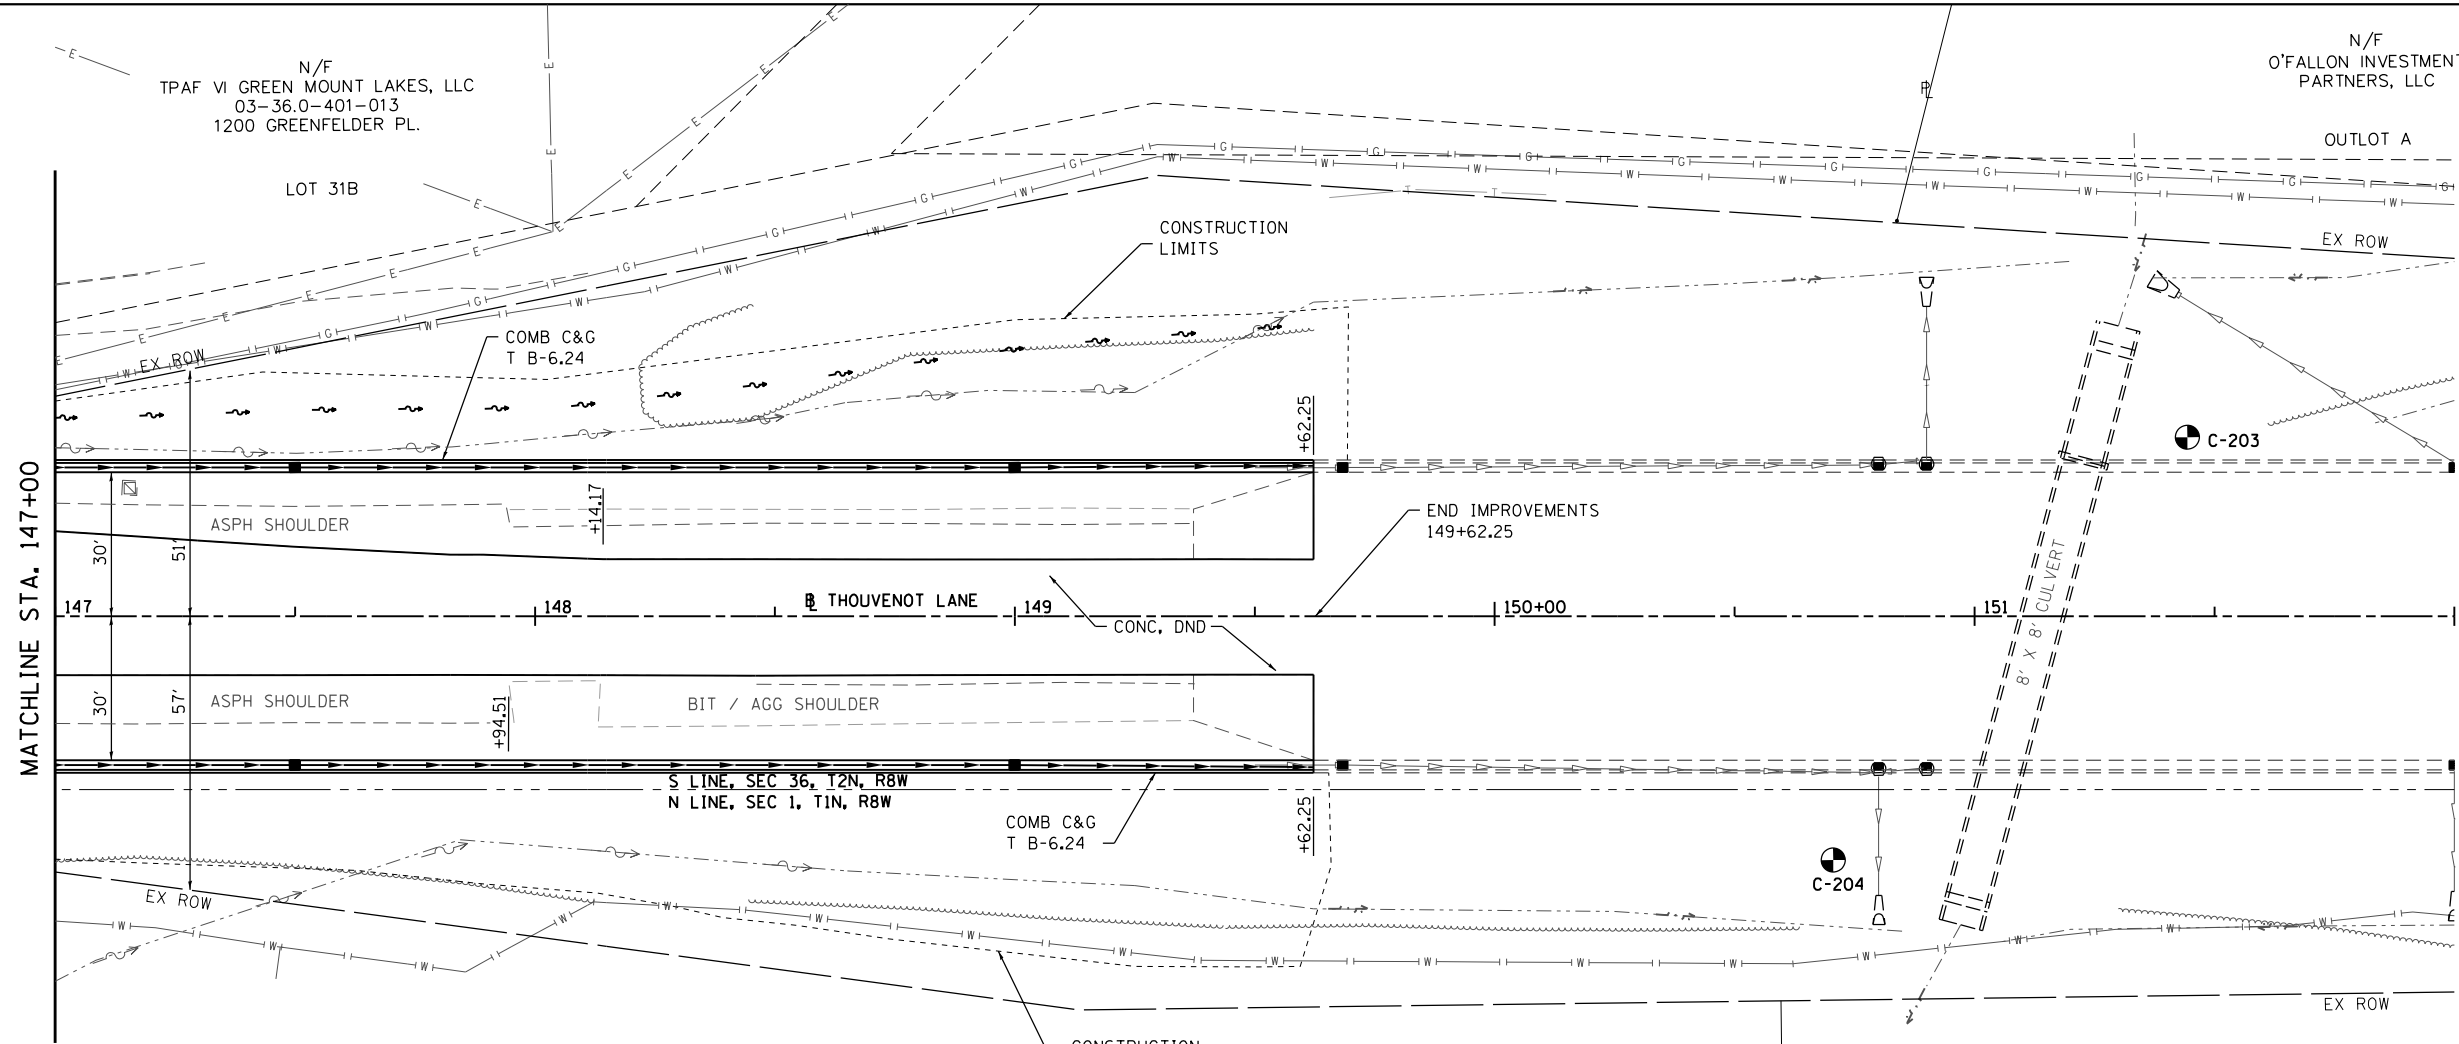 N/F
TPAF VI GREEN MOUNT LAKES, LLC
03-36.0-401-013
1200 GREENFELDER PL.
LOT 31B
N/F
O'FALLON INVESTMENT
PARTNERS, LLC
OUTLOT A
CONSTRUCTION
LIMITS
EX ROW
EX ROW
COMB C&G
T B-6.24
+62.25
C-203
MATCHLINE STA. 147+00
ASPH SHOULDER
+14.17
END IMPROVEMENTS
149+62.25
30'
51'
147
148
THOUVENOT LANE
149
150+00
151
CONC, DND
8' X 8' CULVERT
30'
57'
ASPH SHOULDER
+94.51
BIT / AGG SHOULDER
S LINE, SEC 36, T2N, R8W
N LINE, SEC 1, T1N, R8W
COMB C&G
T B-6.24
+62.25
C-204
EX ROW
EX ROW
CONSTRUCTION